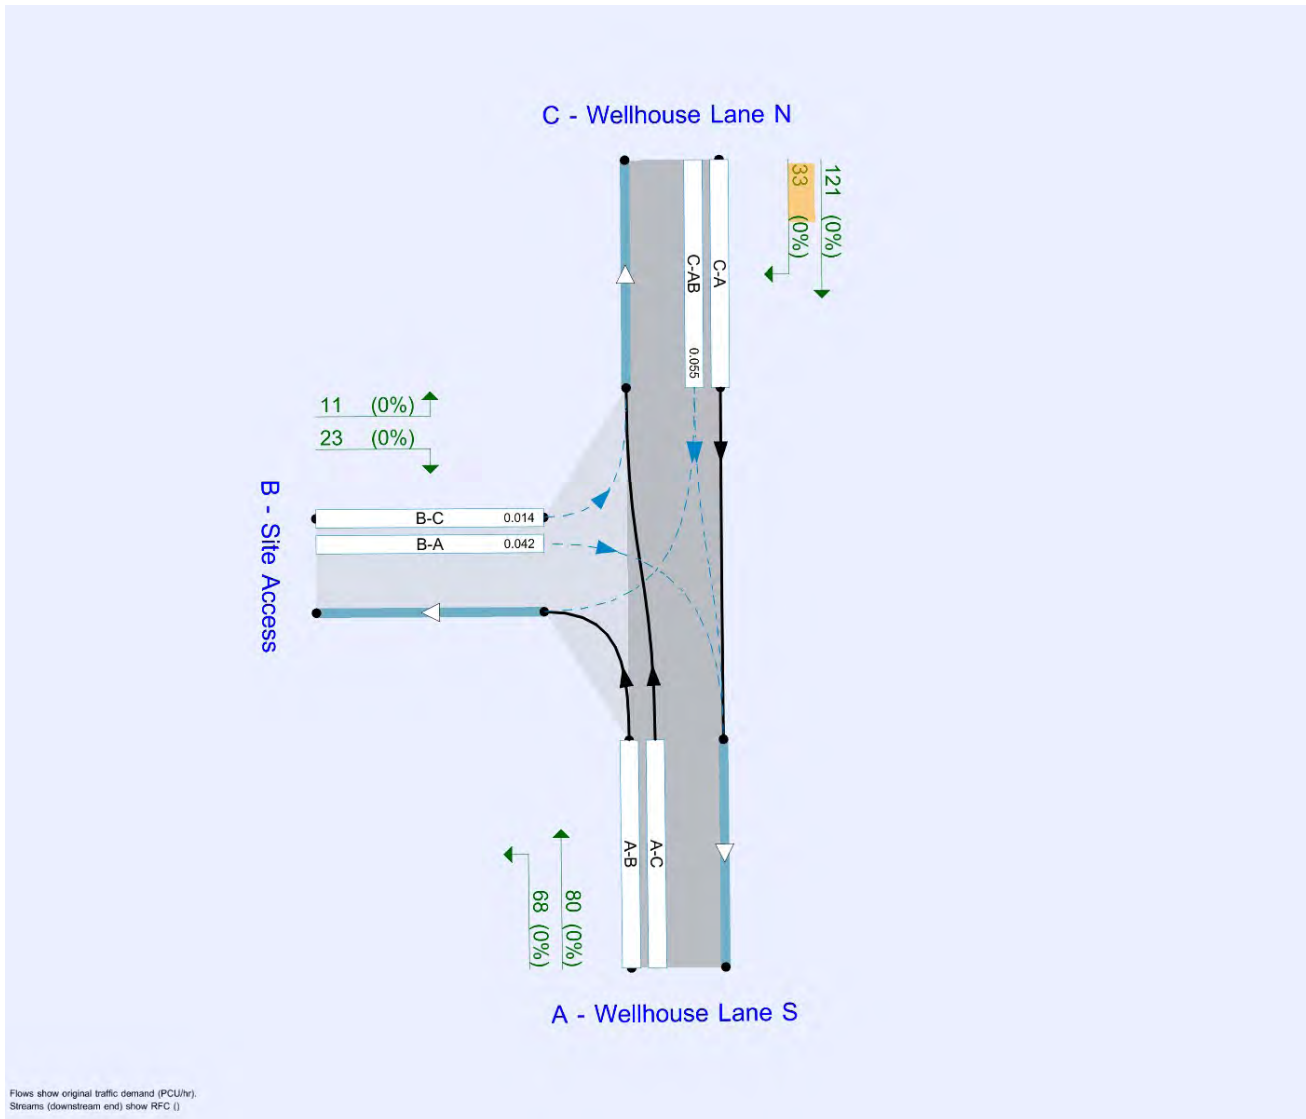 C - Wellhouse Lane N
121 (0%)
33 (0%)
C-AB
0.055
C-A
11 (0%)
23 (0%)
B - Site Access
B-C 0.014
B-A 0.042
A-B
A-C
68 (0%)
80 (0%)
A - Wellhouse Lane S
Flows show original traffic demand (PCU/hr).
Streams (downstream end) show RFC ()